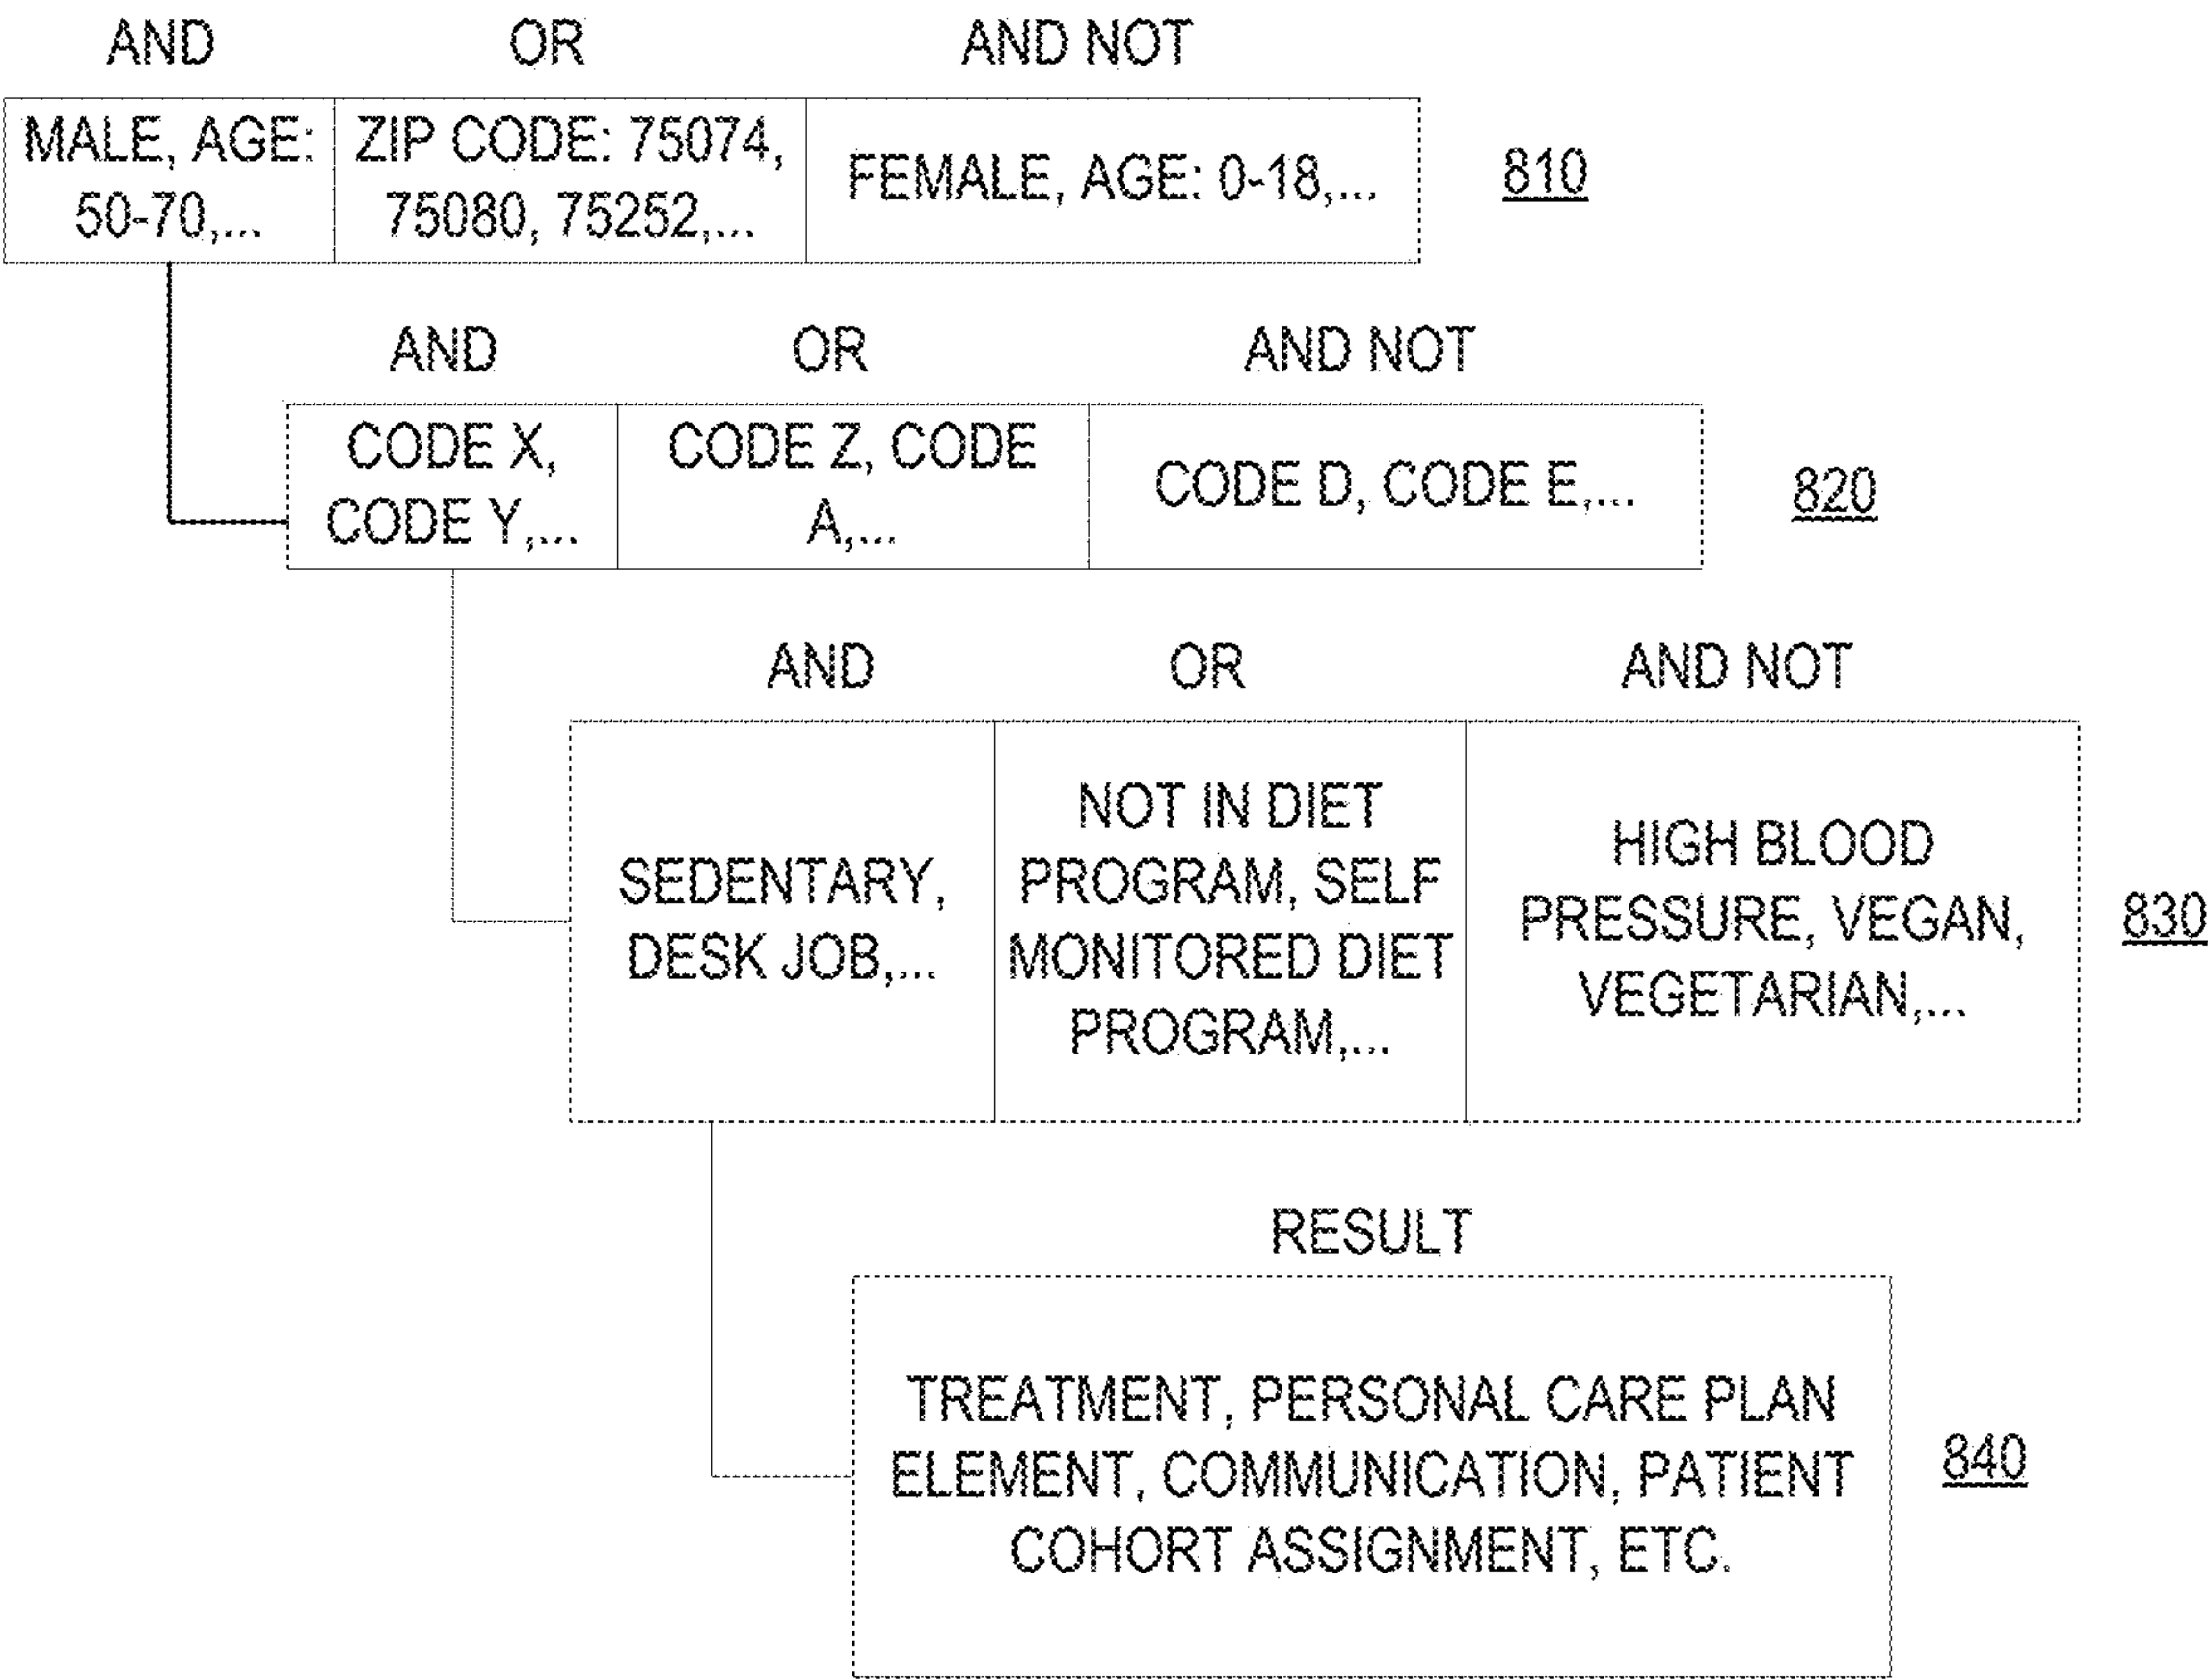 AND OR AND NOT
MALE, AGE: ZIP CODE: 75074, FEMALE, AGE: 0-18,... 810
50-70,... 75080, 75252,...
AND OR AND NOT
CODE X, CODE Z, CODE CODE D, CODE E,... 820
CODE Y,... A,...
AND OR AND NOT
SEDENTARY,
DESK JOB,...
NOT IN DIET
PROGRAM, SELF
MONITORED DIET
PROGRAM,...
HIGH BLOOD
PRESSURE, VEGAN,
VEGETARIAN,...
830
RESULT
TREATMENT, PERSONAL CARE PLAN
ELEMENT, COMMUNICATION, PATIENT
COHORT ASSIGNMENT, ETC.
840